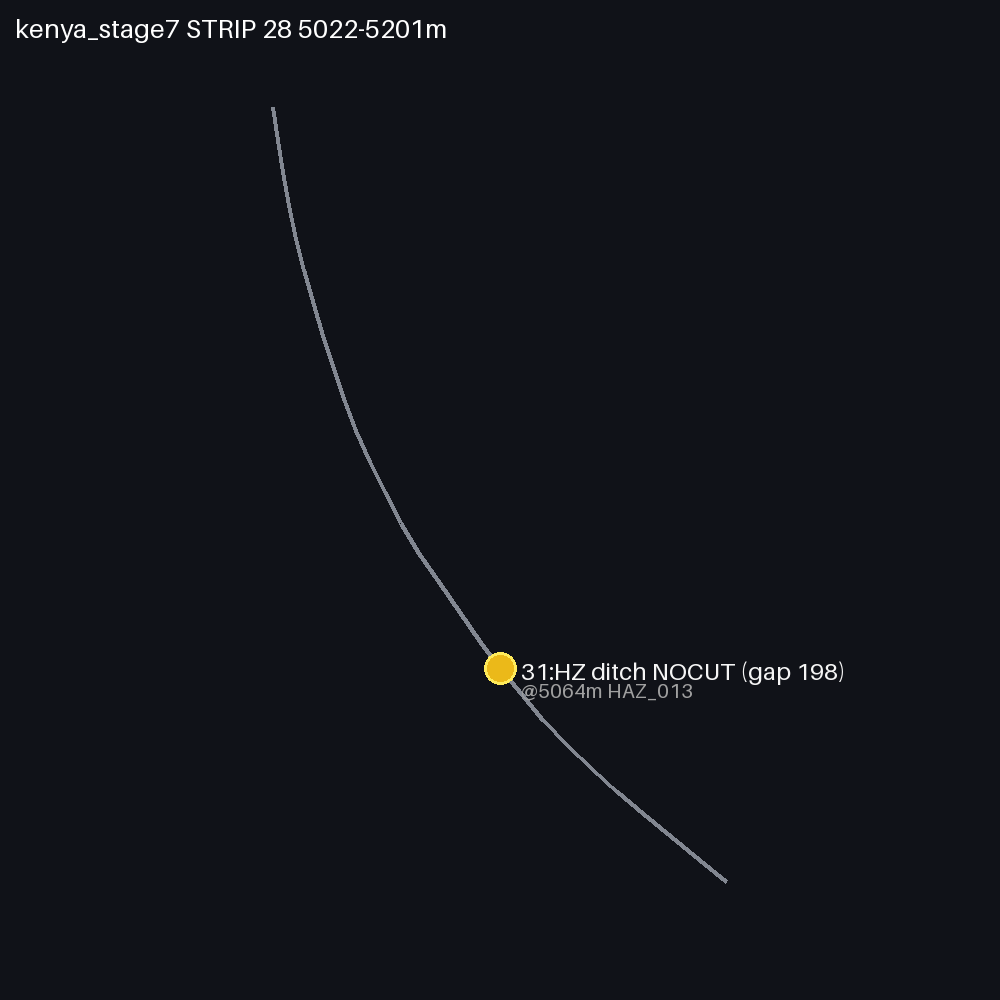 kenya_stage7 STRIP 28 5022-5201m
31:HZ ditch NOCUT (gap 198)
@5064m HAZ_013